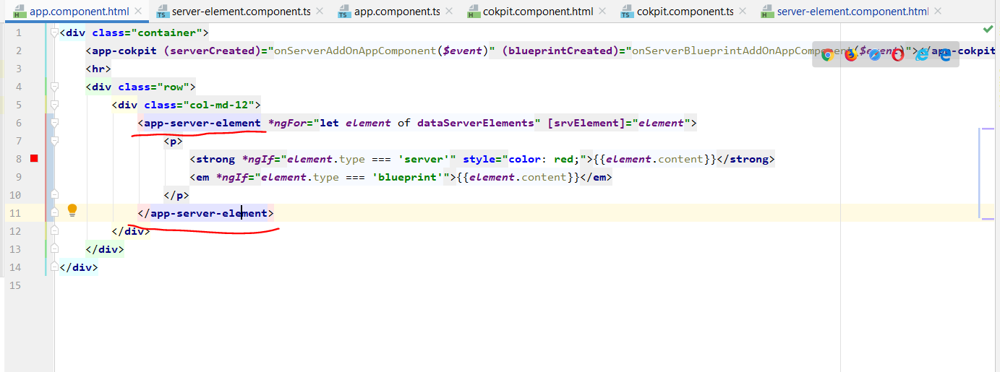 app.component.html server-element.component.ts app.component.ts cokpit.component.html cokpit.component.ts server-element.component.html
1 <div class="container">
2 <app-cokpit (serverCreated)="onServerAddOnAppComponent($event)" (blueprintCreated)="onServerBlueprintAddOnAppComponent($event)"></app-cokpit
3 <hr>
4 <div class="row">
5 <div class="col-md-12">
6 <app-server-element *ngFor="let element of dataServerElements" [srvElement]="element">
7 <p>
8 <strong *ngIf="element.type === 'server'" style="color: red;">{{element.content}}</strong>
9 <em *ngIf="element.type === 'blueprint'">{{element.content}}</em>
10 </p>
11 </app-server-element>
12 </div>
13 </div>
14 </div>
15